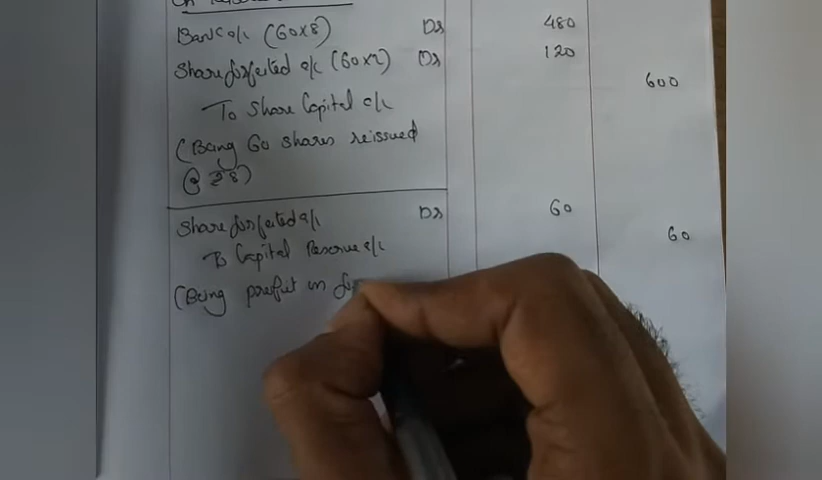 Bank a/c (60x8) Dr 480
Share forfeited a/c (60x2) Dr 120
To Share Capital a/c 600
(Being 60 shares reissued
@ ₹8)
Share forfeited a/c Dr 60
To Capital Reserve a/c 60
(Being profit in